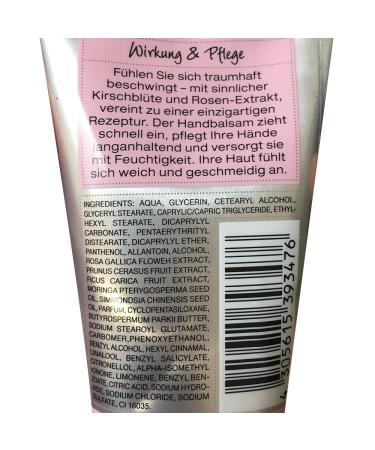 Wirkung & Pflege
Fühlen Sie sich traumhaft
beschwingt – mit sinnlicher
Kirschblüte und Rosen-Extrakt,
vereint zu einer einzigartigen
Rezeptur. Der Handbalsam zieht
schnell ein, pflegt Ihre Hände
langanhaltend und versorgt sie
mit Feuchtigkeit. Ihre Haut fühlt
sich weich und geschmeidig an.
INGREDIENTS: AQUA, GLYCERIN, CETEARYL ALCOHOL,
GLYCERYL STEARATE, CAPRYLIC/CAPRIC TRIGLYCERIDE, ETHYL-
HEXYL STEARATE, DICAPRYLYL
CARBONATE, PENTAERYTHRITYL
DISTEARATE, DICAPRYLYL ETHER,
PANTHENOL, ALLANTOIN, ALCOHOL,
ROSA GALLICA FLOWER EXTRACT,
PRUNUS CERASUS FRUIT EXTRACT,
FICUS CARICA FRUIT EXTRACT,
MORINGA PTERYGOSPERMA SEED
OIL, SIMMONDSIA CHINENSIS SEED
OIL, PARFUM, CYCLOPENTASILOXANE,
BUTYROSPERMUM PARKII BUTTER,
SODIUM STEAROYL GLUTAMATE,
CARBOMER, PHENOXYETHANOL,
BENZYL ALCOHOL, HEXYL CINNAMAL,
LINALOOL, BENZYL SALICYLATE,
CITRONELLOL, ALPHA-ISOMETHYL
IONONE, LIMONENE, BENZYL BEN-
ZOATE, CITRIC ACID, SODIUM HYDRO-
XIDE, SODIUM CHLORIDE, SODIUM
SULFATE, CI 16035.
4 305615 393476